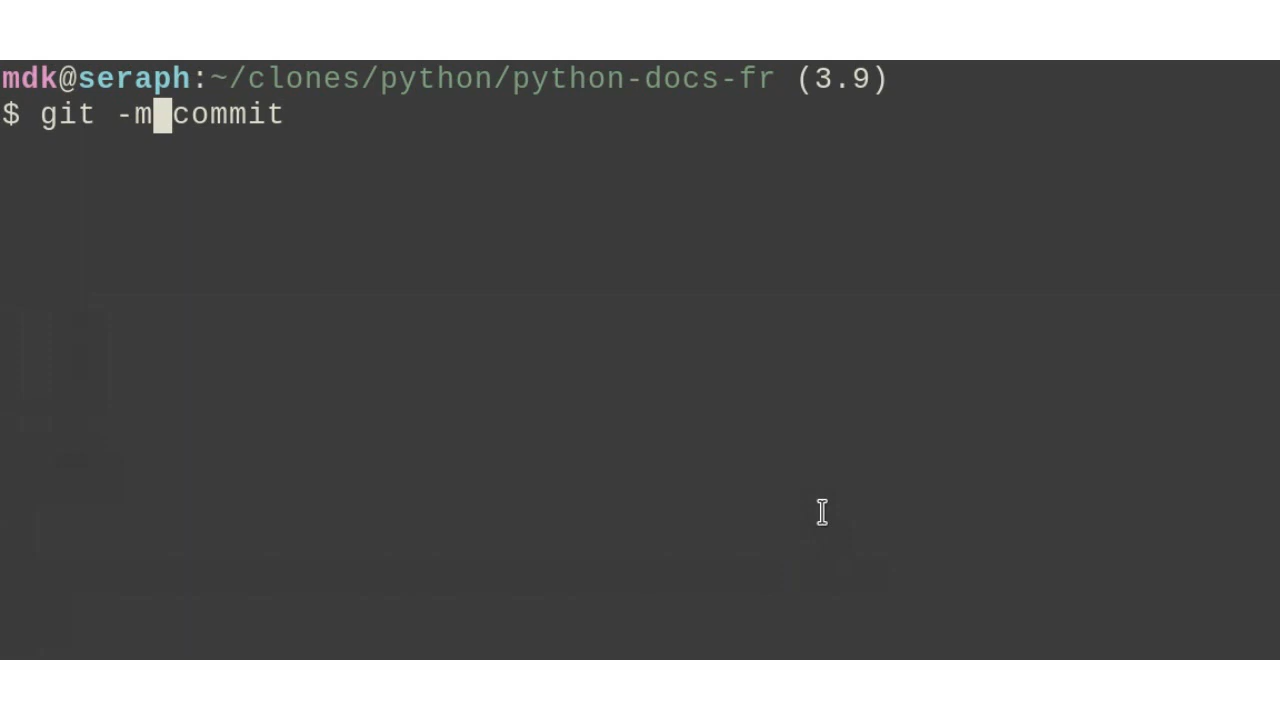 mdk@seraph:~/clones/python/python-docs-fr (3.9)
$ git -m commit